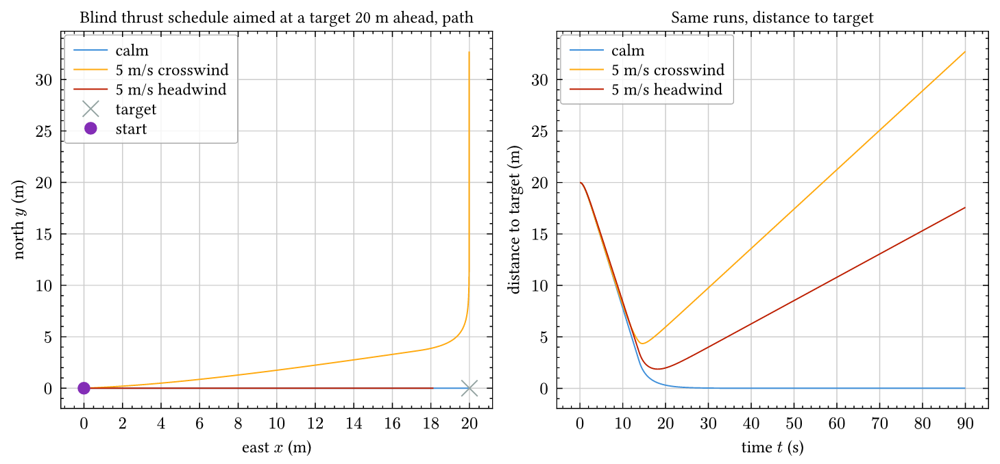 Blind thrust schedule aimed at a target 20 m ahead, path
calm
5 m/s crosswind
5 m/s headwind
target
start
30
25
20
15
10
5
0
north y (m)
0 2 4 6 8 10 12 14 16 18 20
east x (m)
Same runs, distance to target
calm
5 m/s crosswind
5 m/s headwind
30
25
20
15
10
5
0
distance to target (m)
0 10 20 30 40 50 60 70 80 90
time t (s)